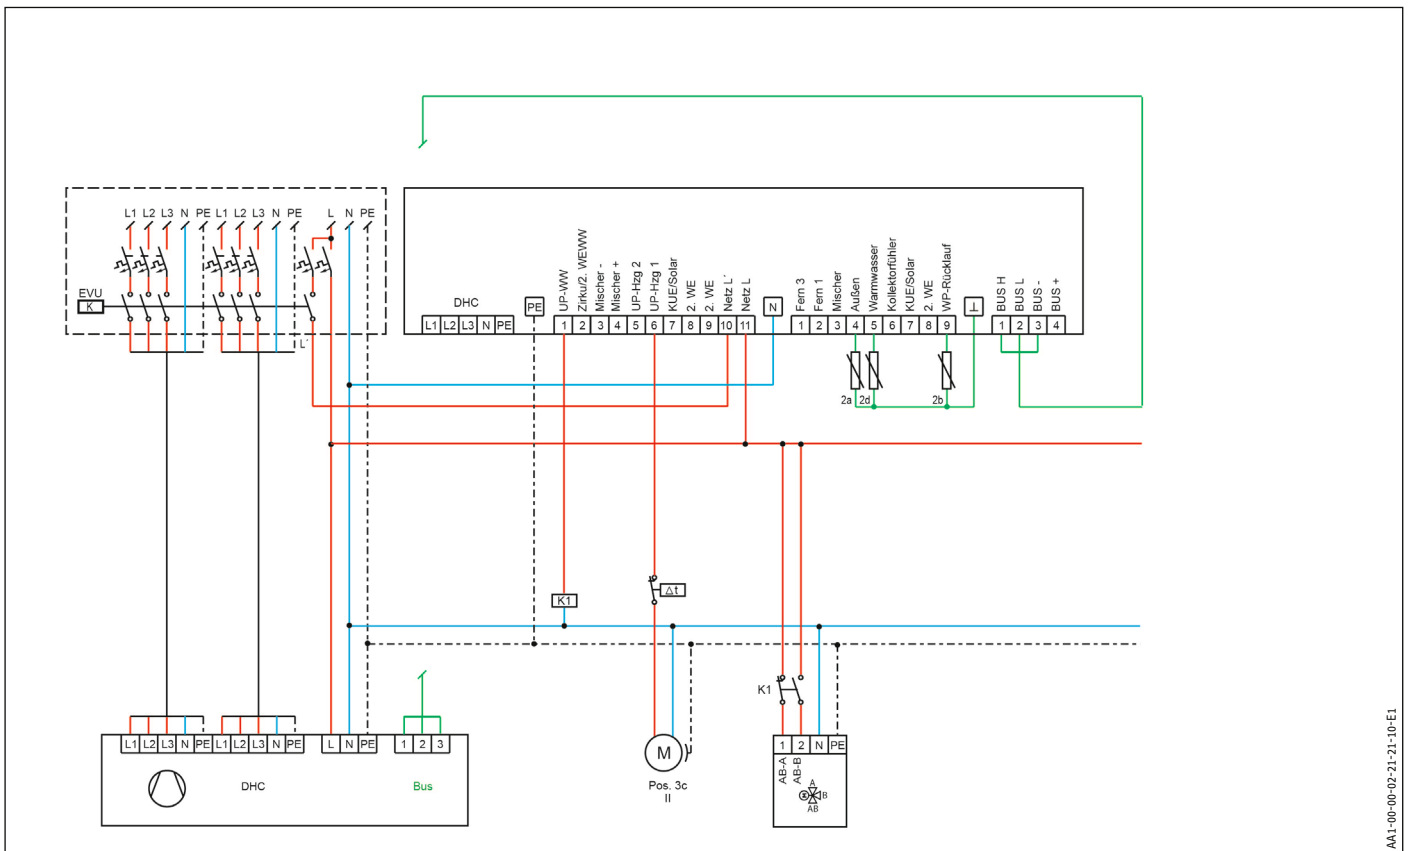 L1 L2 L3 N PE L1 L2 L3 N PE L N PE
EVU
K
L'
DHC
L1 L2 L3 N PE
PE
UP-WW
Zirku/2. WEWW
Mischer -
Mischer +
UP-Hzg 2
UP-Hzg 1
KUE/Solar
2. WE
2. WE
Netz L'
Netz L
1 2 3 4 5 6 7 8 9 10 11
N
Fern 3
Fern 1
Mischer
Außen
Warmwasser
Kollektorfühler
KUE/Solar
2. WE
WP-Rücklauf
1 2 3 4 5 6 7 8 9
⊥
BUS H
BUS L
BUS -
BUS +
1 2 3 4
2a 2d 2b
K1
Δt
K1
L1 L2 L3 N PE L1 L2 L3 N PE L N PE 1 2 3
DHC
Bus
M
Pos. 3c
II
1 2 N PE
AB-A
AB-B
A
B
AB
AA1-00-00-02-21-21-10-E1